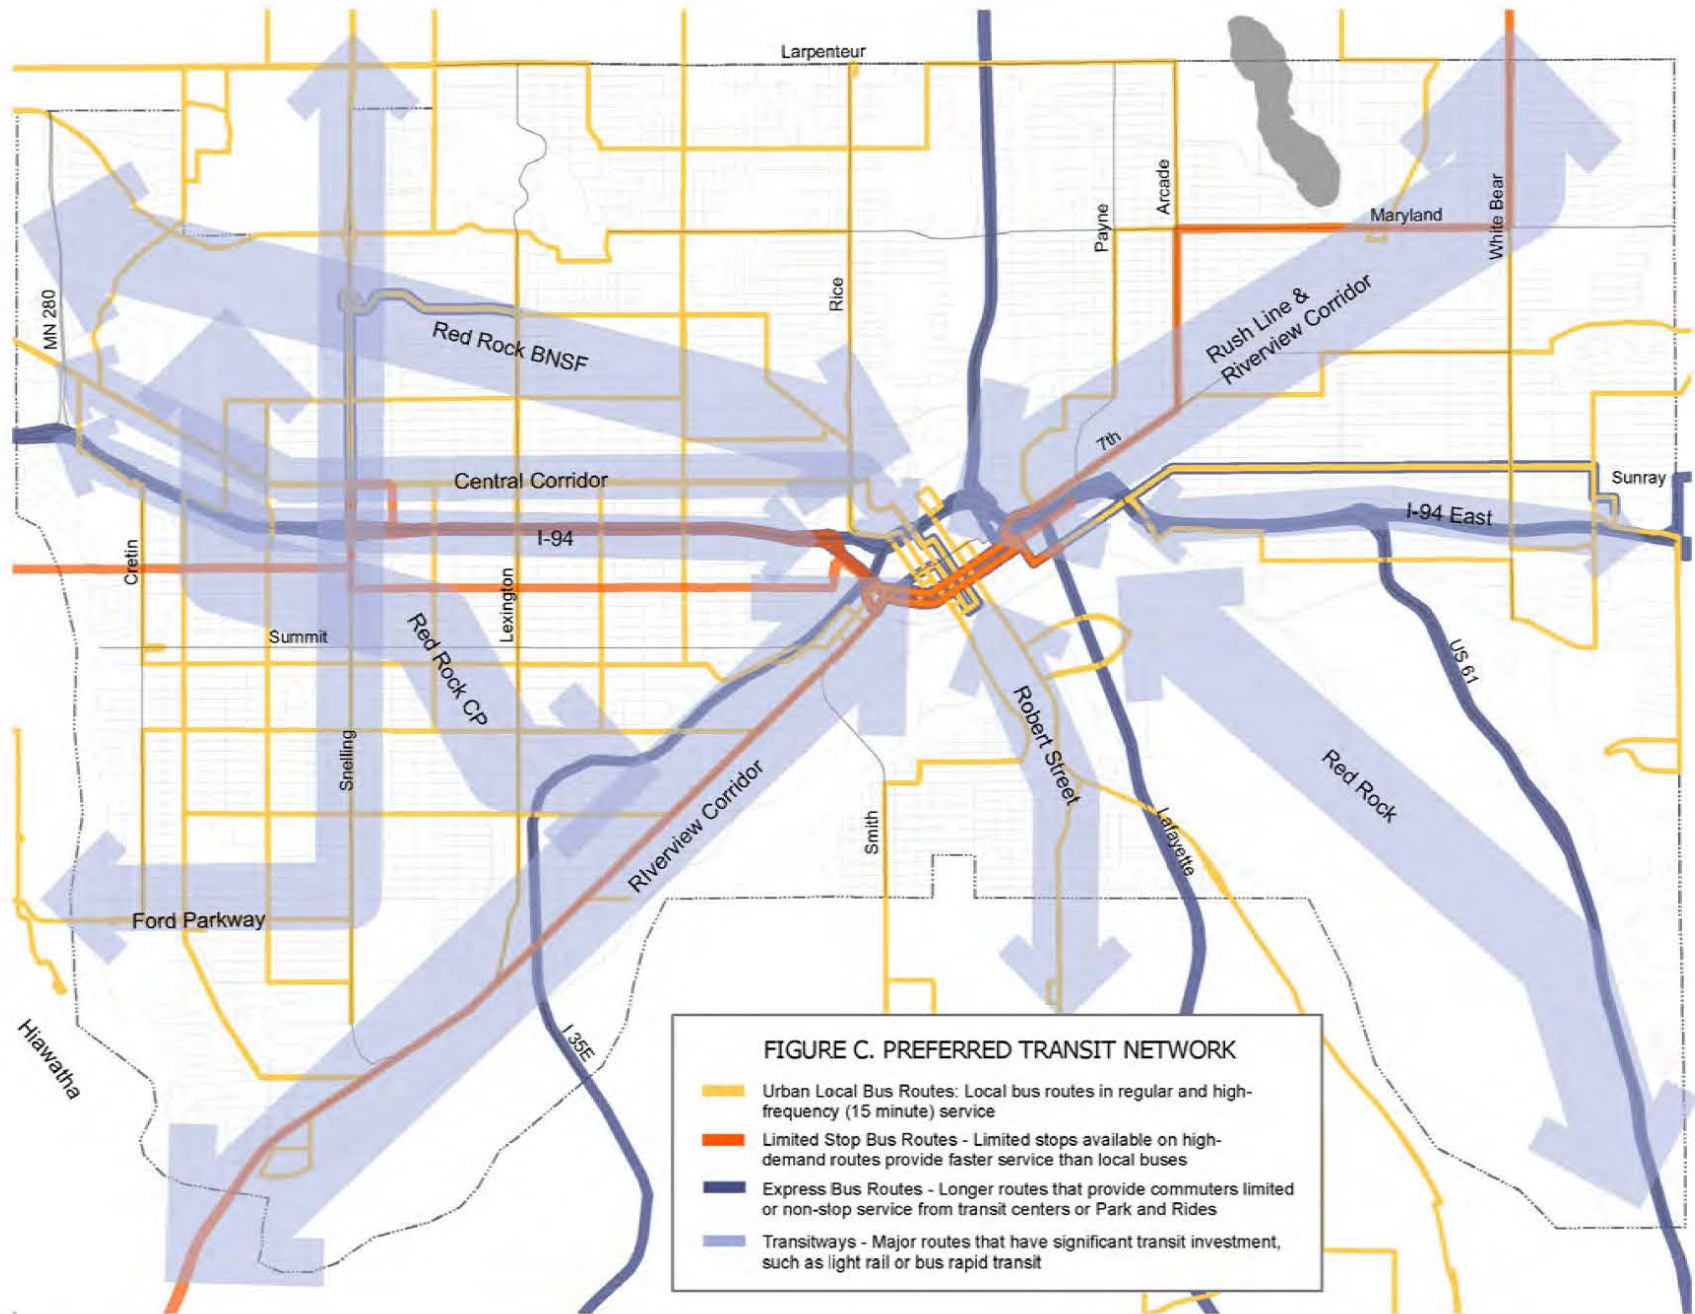 Larpenteur
Arcade
White Bear
Maryland
Payne
Rice
MN 280
Rush Line &
Riverview Corridor
Red Rock BNSF
7th
Central Corridor
Sunray
I-94
I-94 East
Cretin
Lexington
Summit
Red Rock CP
US 61
Robert Street
Snelling
Red Rock
RIverview Corridor
Smith
Lafayette
Ford Parkway
Hiawatha
I 35E
FIGURE C. PREFERRED TRANSIT NETWORK
Urban Local Bus Routes: Local bus routes in regular and high-
frequency (15 minute) service
Limited Stop Bus Routes - Limited stops available on high-
demand routes provide faster service than local buses
Express Bus Routes - Longer routes that provide commuters limited
or non-stop service from transit centers or Park and Rides
Transitways - Major routes that have significant transit investment,
such as light rail or bus rapid transit